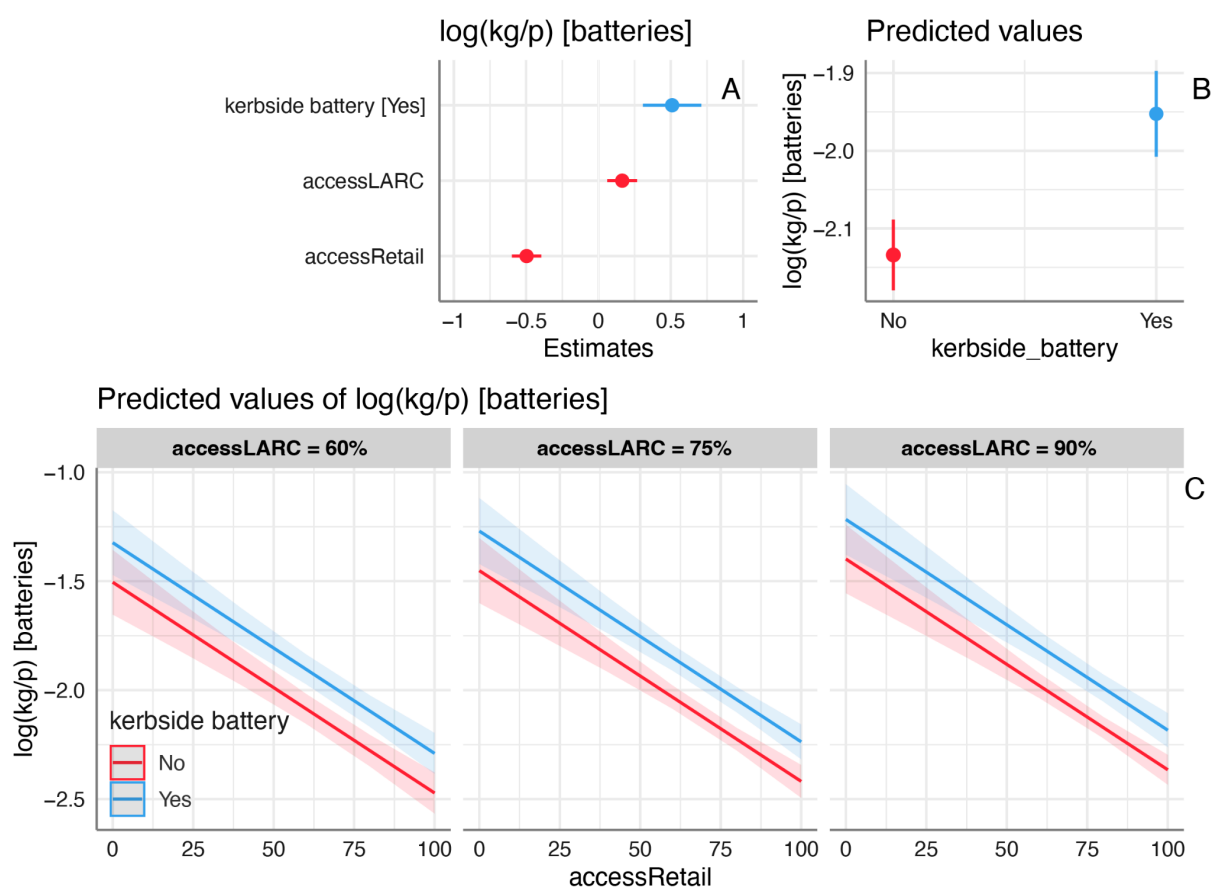 log(kg/p) [batteries]
A
kerbside battery [Yes]
accessLARC
accessRetail
−1 −0.5 0 0.5 1
Estimates
Predicted values
B
log(kg/p) [batteries]
−1.9
−2.0
−2.1
No Yes
kerbside_battery
Predicted values of log(kg/p) [batteries]
accessLARC = 60% accessLARC = 75% accessLARC = 90%
C
log(kg/p) [batteries]
−1.0
−1.5
−2.0
−2.5
kerbside battery
No
Yes
0 25 50 75 100 0 25 50 75 100 0 25 50 75 100
accessRetail